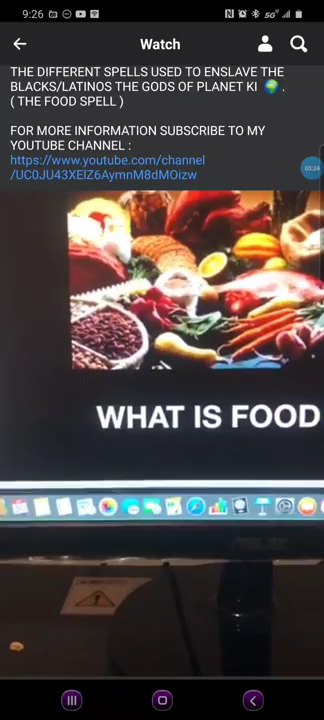 9:26
5G
Watch
THE DIFFERENT SPELLS USED TO ENSLAVE THE
BLACKS/LATINOS THE GODS OF PLANET KI 🌍 .
( THE FOOD SPELL )
FOR MORE INFORMATION SUBSCRIBE TO MY
YOUTUBE CHANNEL :
https://www.youtube.com/channel
/UC0JU43XElZ6AymnM8dMOizw
03:24
WHAT IS FOOD